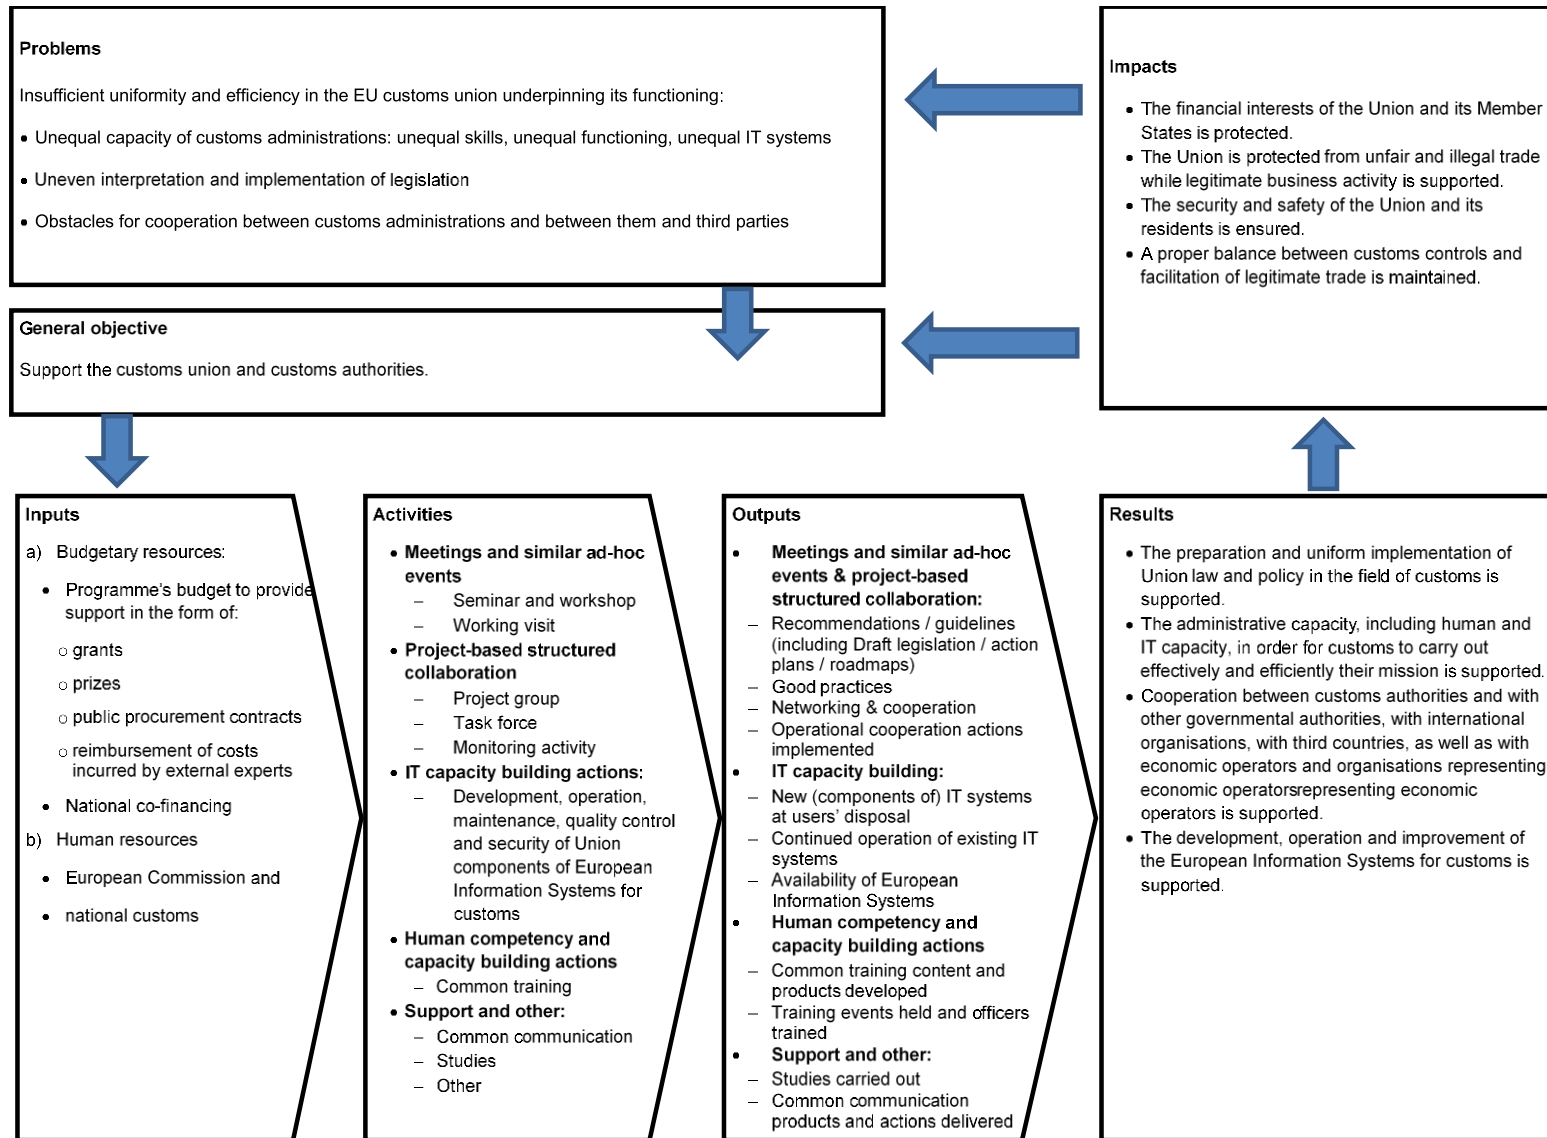 Problems
Insufficient uniformity and efficiency in the EU customs union underpinning its functioning:
• Unequal capacity of customs administrations: unequal skills, unequal functioning, unequal IT systems
• Uneven interpretation and implementation of legislation
• Obstacles for cooperation between customs administrations and between them and third parties
General objective
Support the customs union and customs authorities.
Impacts
• The financial interests of the Union and its Member
States is protected.
• The Union is protected from unfair and illegal trade
while legitimate business activity is supported.
• The security and safety of the Union and its
residents is ensured.
• A proper balance between customs controls and
facilitation of legitimate trade is maintained.
Inputs
a) Budgetary resources:
• Programme's budget to provide
support in the form of:
○ grants
○ prizes
○ public procurement contracts
○ reimbursement of costs
incurred by external experts
• National co-financing
b) Human resources
• European Commission and
• national customs
Activities
• Meetings and similar ad-hoc
events
– Seminar and workshop
– Working visit
• Project-based structured
collaboration
– Project group
– Task force
– Monitoring activity
• IT capacity building actions:
– Development, operation,
maintenance, quality control
and security of Union
components of European
Information Systems for
customs
• Human competency and
capacity building actions
– Common training
• Support and other:
– Common communication
– Studies
– Other
Outputs
• Meetings and similar ad-hoc
events & project-based
structured collaboration:
– Recommendations / guidelines
(including Draft legislation / action
plans / roadmaps)
– Good practices
– Networking & cooperation
– Operational cooperation actions
implemented
• IT capacity building:
– New (components of) IT systems
at users' disposal
– Continued operation of existing IT
systems
– Availability of European
Information Systems
• Human competency and
capacity building actions
– Common training content and
products developed
– Training events held and officers
trained
• Support and other:
– Studies carried out
– Common communication
products and actions delivered
Results
• The preparation and uniform implementation of
Union law and policy in the field of customs is
supported.
• The administrative capacity, including human and
IT capacity, in order for customs to carry out
effectively and efficiently their mission is supported.
• Cooperation between customs authorities and with
other governmental authorities, with international
organisations, with third countries, as well as with
economic operators and organisations representing
economic operatorsrepresenting economic
operators is supported.
• The development, operation and improvement of
the European Information Systems for customs is
supported.